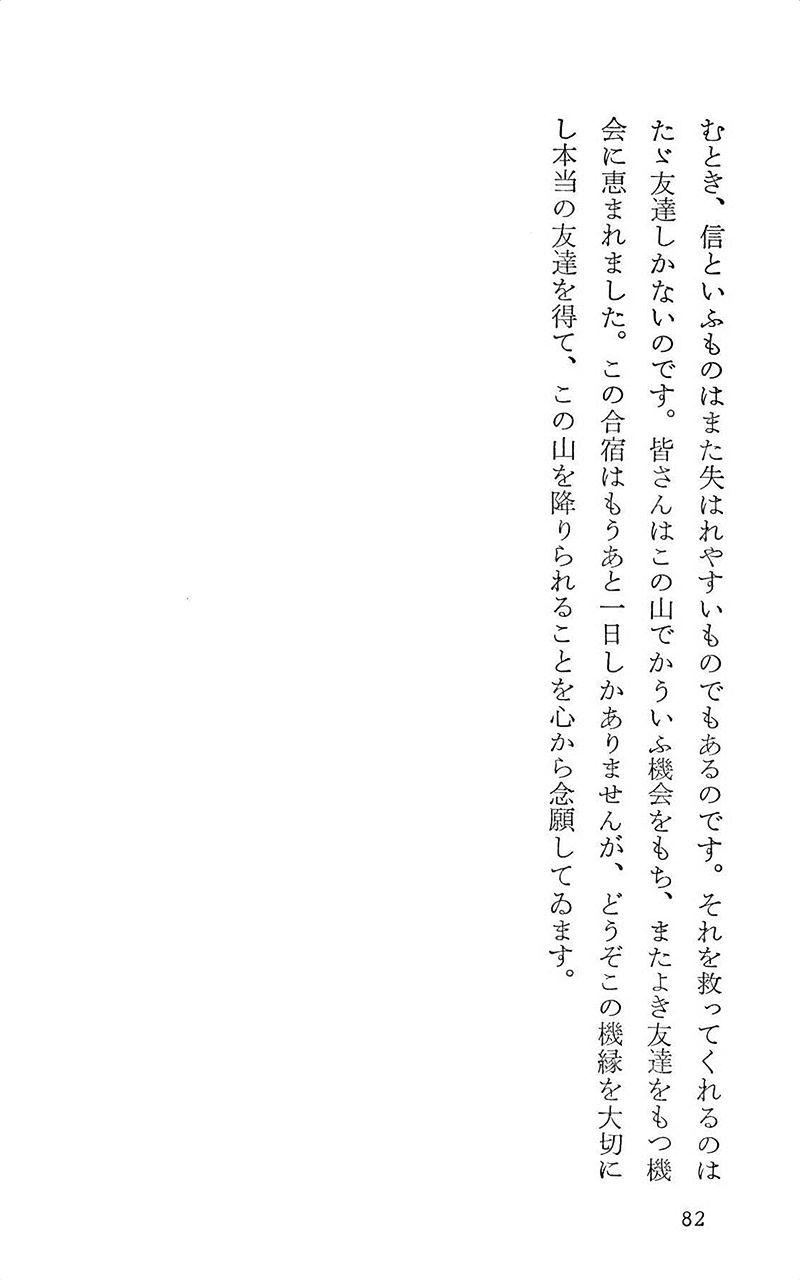 むとき、信といふものはまた失はれやすいものでもあるのです。それを救ってくれるのは
たゞ友達しかないのです。皆さんはこの山でかういふ機会をもち、またよき友達をもつ機
会に恵まれました。この合宿はもうあと一日しかありませんが、どうぞこの機縁を大切に
し本当の友達を得て、この山を降りられることを心から念願してゐます。
82